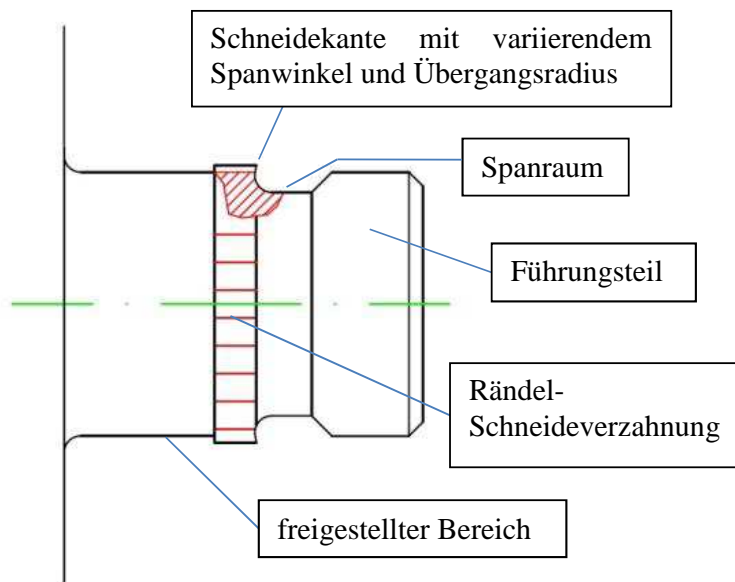 Schneidekante mit variierendem
Spanwinkel und Übergangsradius
Spanraum
Führungsteil
Rändel-
Schneideverzahnung
freigestellter Bereich